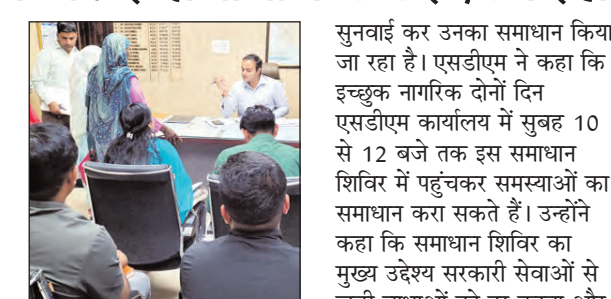 सुनवाई कर उनका समाधान किया
जा रहा है। एसडीएम ने कहा कि
इच्छुक नागरिक दोनों दिन
एसडीएम कार्यालय में सुबह 10
से 12 बजे तक इस समाधान
शिविर में पहुंचकर समस्याओं का
समाधान करा सकते हैं। उन्होंने
कहा कि समाधान शिविर का
मुख्य उद्देश्य सरकारी सेवाओं से